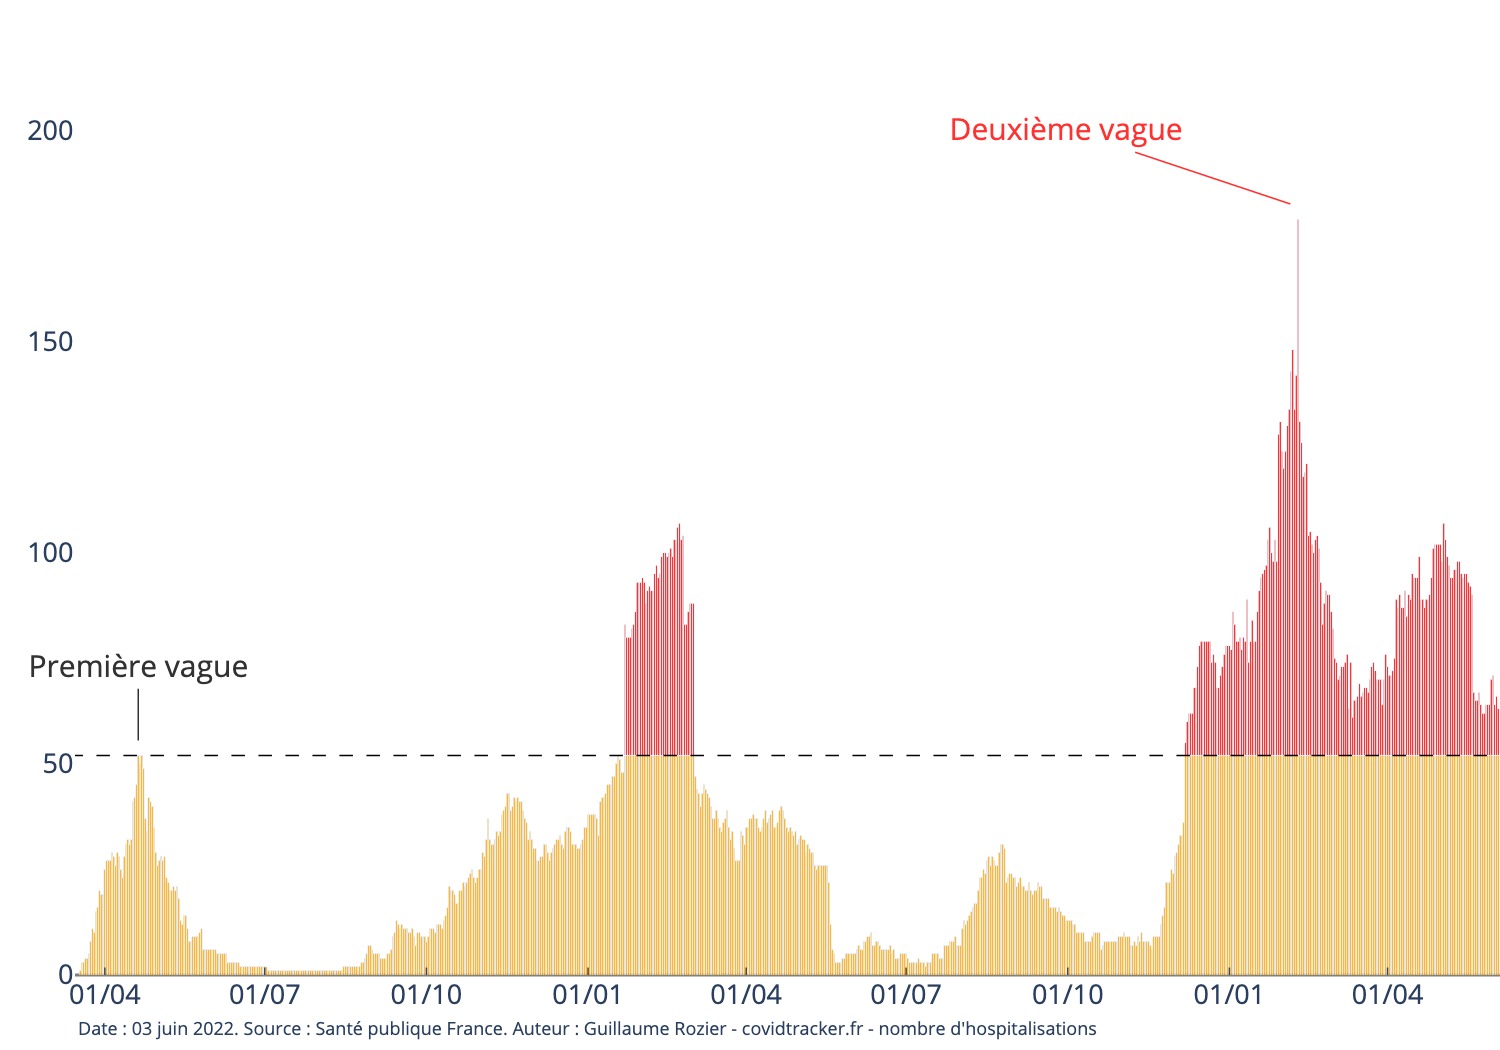 200
Deuxième vague
150
100
Première vague
50
0
01/04 01/07 01/10 01/01 01/04 01/07 01/10 01/01 01/04
Date : 03 juin 2022. Source : Santé publique France. Auteur : Guillaume Rozier - covidtracker.fr - nombre d'hospitalisations